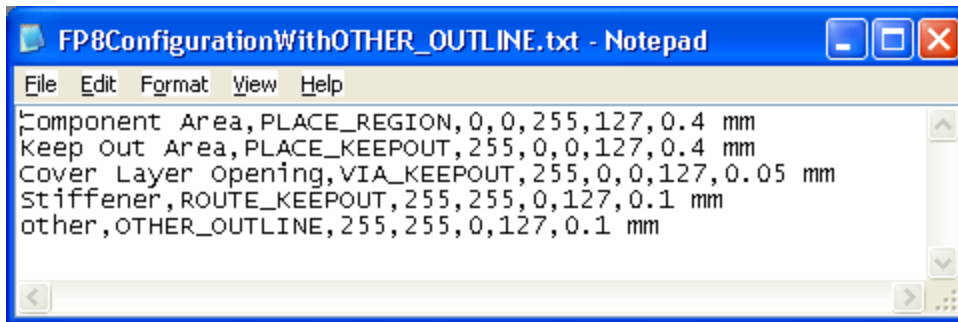 FP8ConfigurationWithOTHER_OUTLINE.txt - Notepad
File Edit Format View Help
Component Area,PLACE_REGION,0,0,255,127,0.4 mm
Keep Out Area,PLACE_KEEPOUT,255,0,0,127,0.4 mm
Cover Layer Opening,VIA_KEEPOUT,255,0,0,127,0.05 mm
Stiffener,ROUTE_KEEPOUT,255,255,0,127,0.1 mm
other,OTHER_OUTLINE,255,255,0,127,0.1 mm